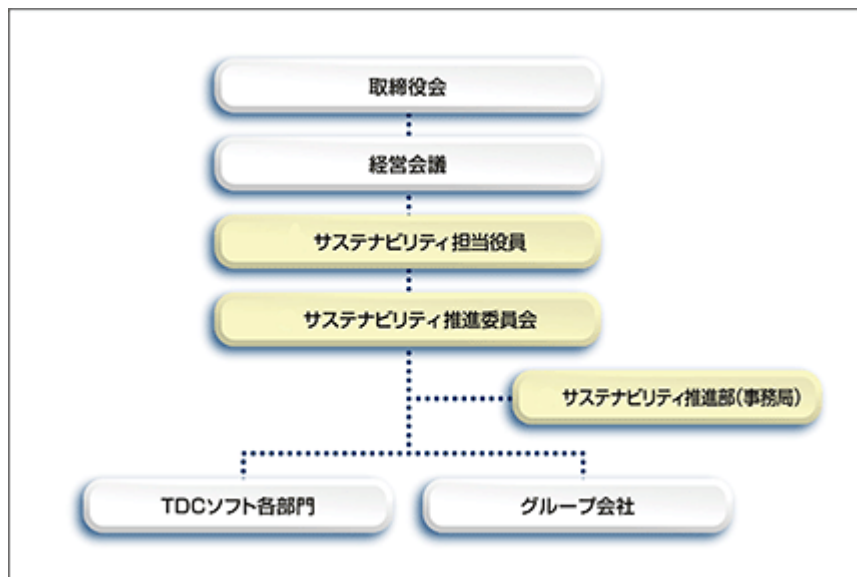 取締役会
経営会議
サステナビリティ担当役員
サステナビリティ推進委員会
サステナビリティ推進部(事務局)
TDCソフト各部門
グループ会社